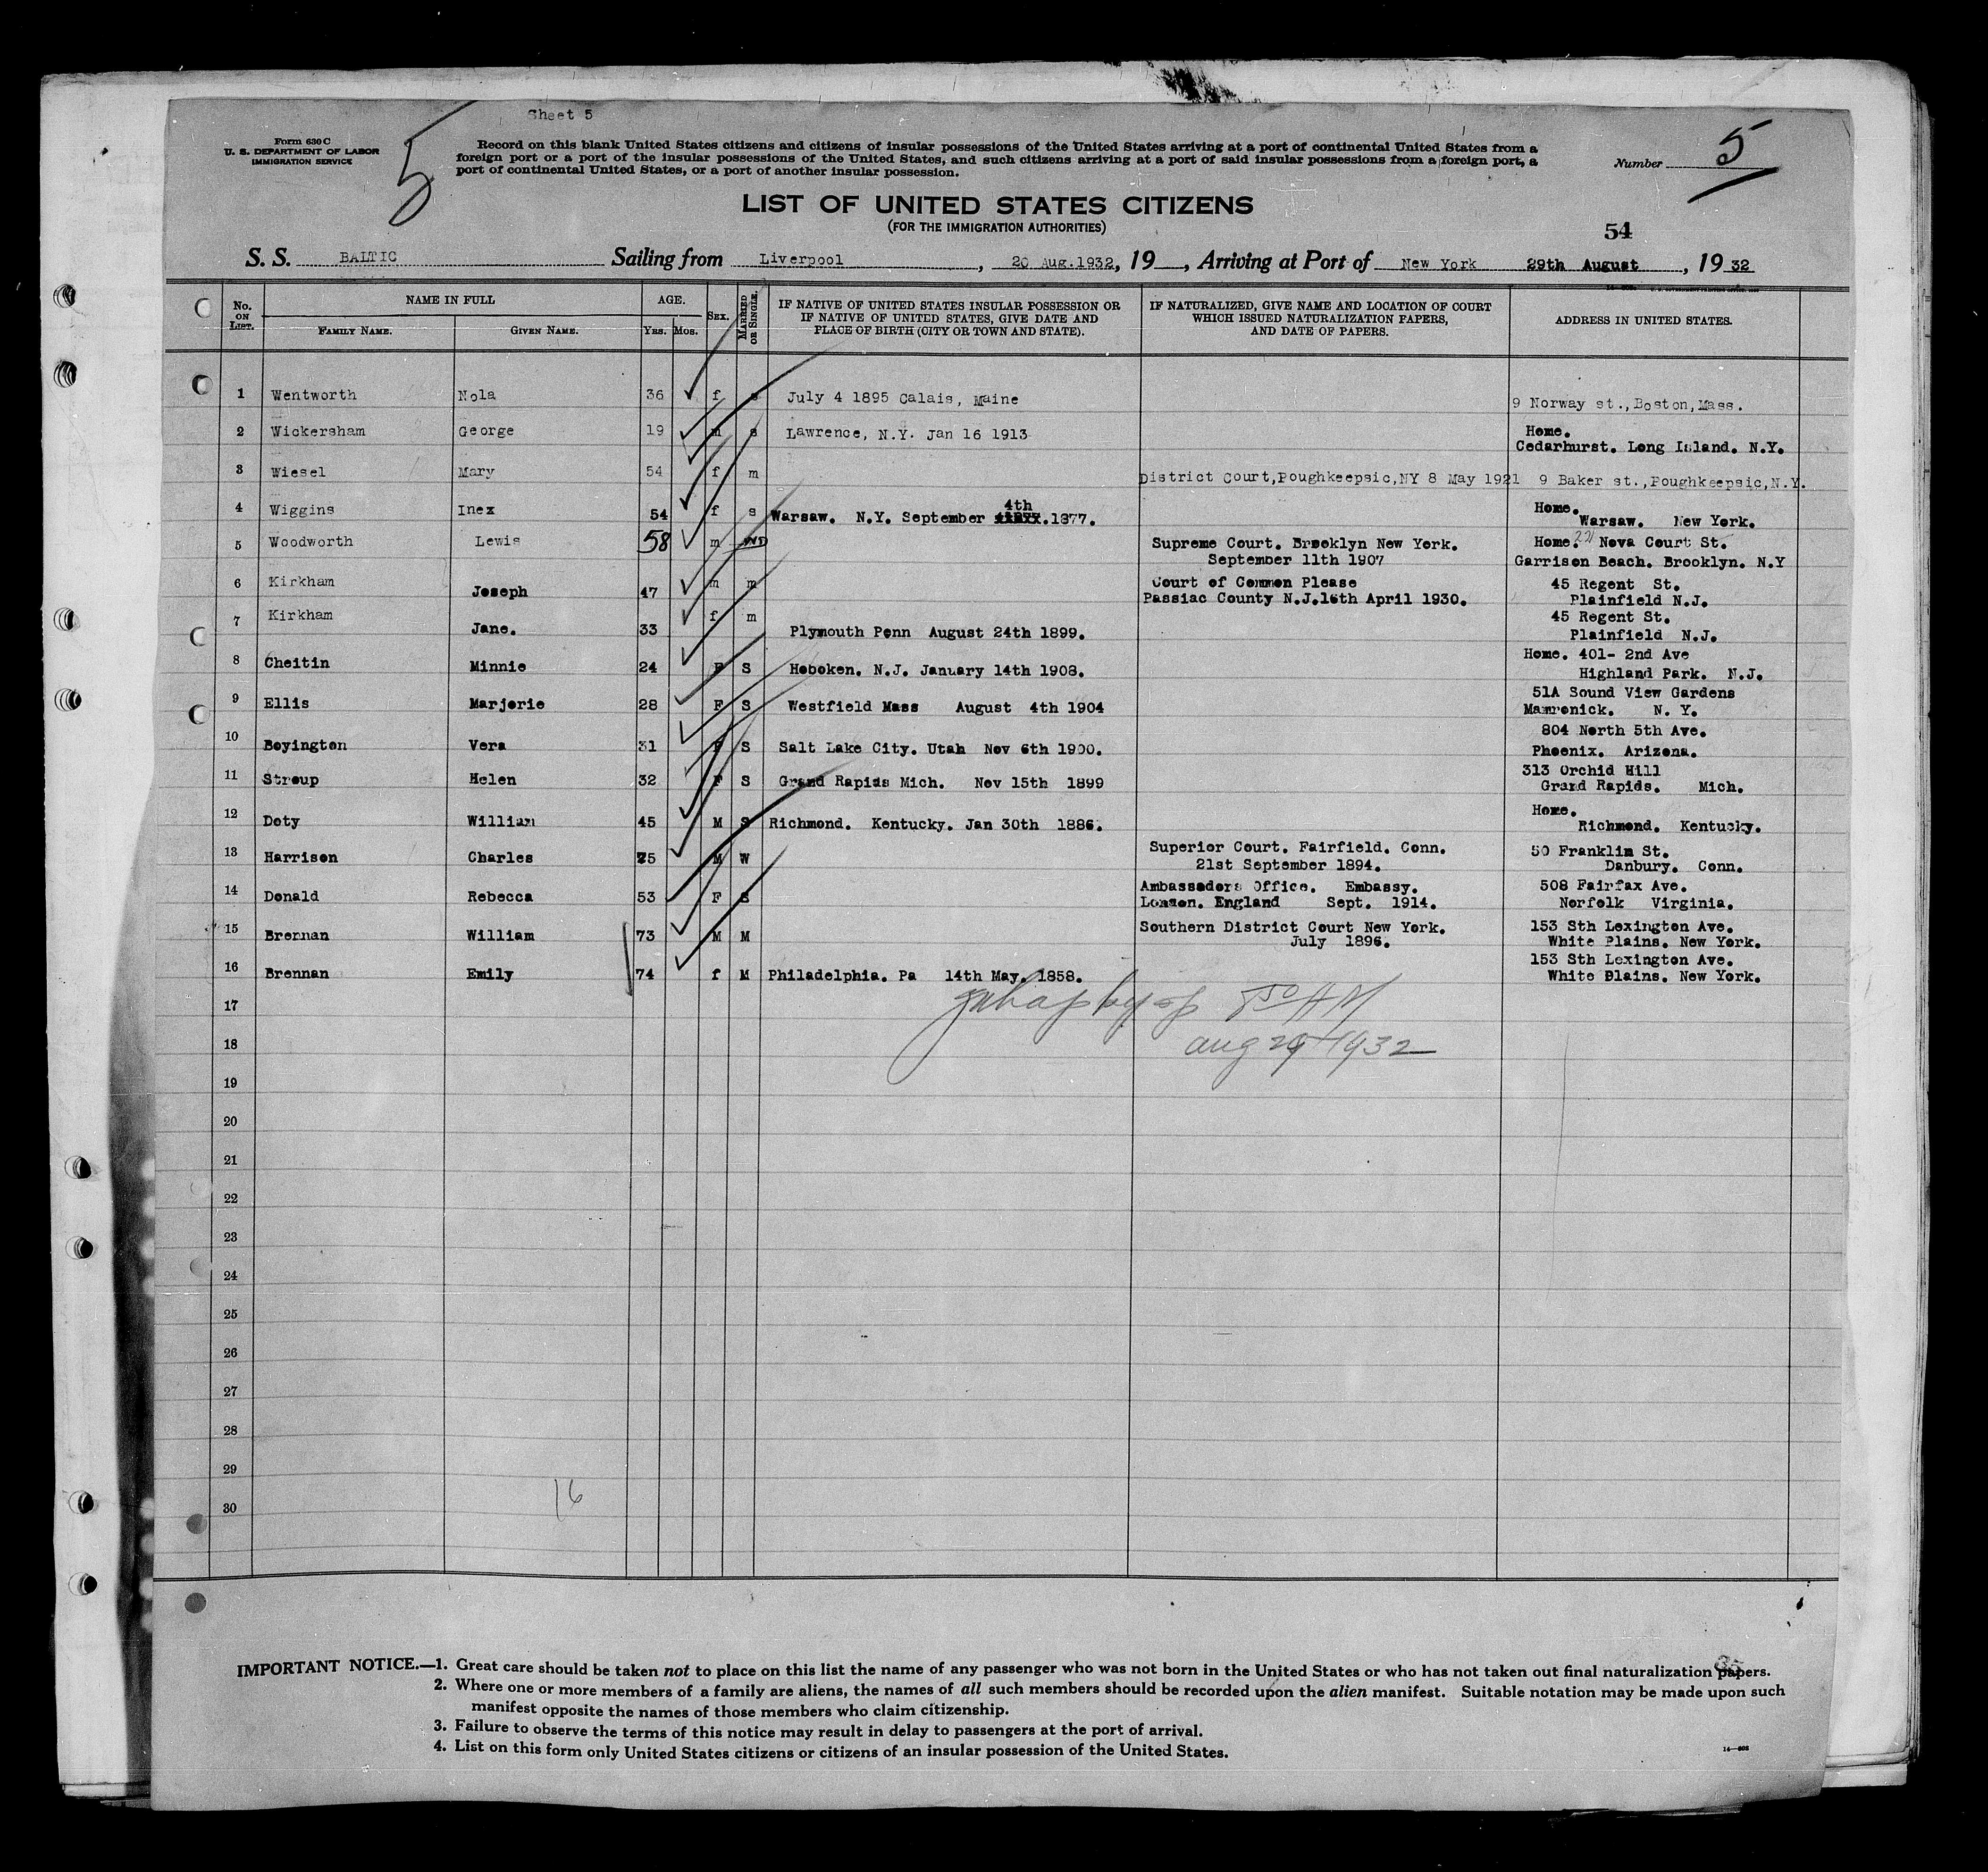 Sheet 5
Form 630 C
U. S. DEPARTMENT OF LABOR
IMMIGRATION SERVICE
5
Record on this blank United States citizens and citizens of insular possessions of the United States arriving at a port of continental United States from a
foreign port or a port of the insular possessions of the United States, and such citizens arriving at a port of said insular possessions from a foreign port, a
port of continental United States, or a port of another insular possession.
Number 5
LIST OF UNITED STATES CITIZENS
(FOR THE IMMIGRATION AUTHORITIES)
54
S. S. BALTIC Sailing from Liverpool, 20 Aug.1932, 19 , Arriving at Port of New York 29th August, 19 32
No. ON LIST. NAME IN FULL AGE. SEX. MARRIED OR SINGLE. IF NATIVE OF UNITED STATES INSULAR POSSESSION OR IF NATIVE OF UNITED STATES, GIVE DATE AND PLACE OF BIRTH (CITY OR TOWN AND STATE). IF NATURALIZED, GIVE NAME AND LOCATION OF COURT WHICH ISSUED NATURALIZATION PAPERS, AND DATE OF PAPERS. ADDRESS IN UNITED STATES.
FAMILY NAME. GIVEN NAME. YRS. MOS.
1 Wentworth Nola 36 f s July 4 1895 Calais, Maine 9 Norway st.,Boston,Mass.
2 Wickersham George 19 m s Lawrence, N.Y. Jan 16 1913 Home.
Cedarhurst. Long Island. N.Y.
3 Wiesel Mary 54 f m District Court,Poughkeepsic,NY 8 May 1921 9 Baker st.,Poughkeepsic,N.Y.
4 Wiggins Inez 54 f s Warsaw. N.Y. September 4th .1877. Home.
Warsaw. New York.
5 Woodworth Lewis 58 m WD Supreme Court. Brooklyn New York. Home. 221 Nova Court St.
September 11th 1907 Garrison Beach. Brooklyn. N.Y
6 Kirkham Joseph 47 m m Court of Common Please 45 Regent St.
Passiac County N.J.16th April 1930. Plainfield N.J.
7 Kirkham Jane. 33 f m Plymouth Penn August 24th 1899. 45 Regent St.
Plainfield N.J.
8 Cheitin Minnie 24 F S Hoboken. N.J. January 14th 1908. Home. 401- 2nd Ave
Highland Park. N.J.
9 Ellis Marjorie 28 F S Westfield Mass August 4th 1904 51A Sound View Gardens
Mamronick. N. Y.
10 Boyington Vera 31 F S Salt Lake City. Utah Nov 6th 1900. 804 North 5th Ave.
Phoenix. Arizona.
11 Stroup Helen 32 F S Grand Rapids Mich. Nov 15th 1899 313 Orchid Hill
Grand Rapids. Mich.
12 Doty William 45 M S Richmond. Kentucky. Jan 30th 1886. Home.
Richmond. Kentucky.
13 Harrison Charles 75 M W Superior Court. Fairfield. Conn. 50 Franklin St.
21st September 1894. Danbury. Conn.
14 Donald Rebecca 53 F S Ambassadors Office. Embassy. 508 Fairfax Ave.
London. England Sept. 1914. Norfolk Virginia.
15 Brennan William 73 M M Southern District Court New York. 153 Sth Lexington Ave.
July 1896. White Plains. New York.
16 Brennan Emily 74 f M Philadelphia. Pa 14th May. 1858. 153 Sth Lexington Ave.
White Plains. New York.
17
18 aug 29 1932
19
20
21
22
23
24
25
26
27
28
29
16
30
IMPORTANT NOTICE.—1. Great care should be taken not to place on this list the name of any passenger who was not born in the United States or who has not taken out final naturalization papers.
35
2. Where one or more members of a family are aliens, the names of all such members should be recorded upon the alien manifest. Suitable notation may be made upon such
manifest opposite the names of those members who claim citizenship.
3. Failure to observe the terms of this notice may result in delay to passengers at the port of arrival.
4. List on this form only United States citizens or citizens of an insular possession of the United States.